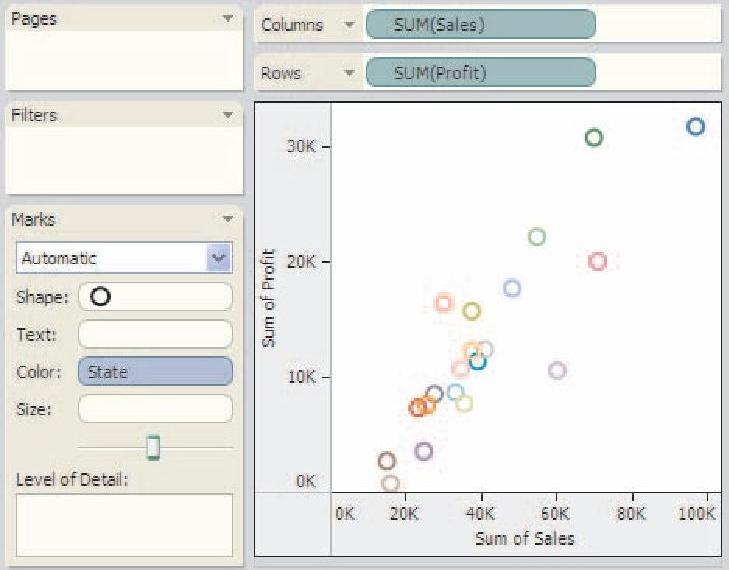 Pages
Columns SUM(Sales)
Rows SUM(Profit)
Filters
Marks
Automatic
Shape:
Text:
Color: State
Size:
Level of Detail:
Sum of Profit
30K
20K
10K
0K
0K 20K 40K 60K 80K 100K
Sum of Sales